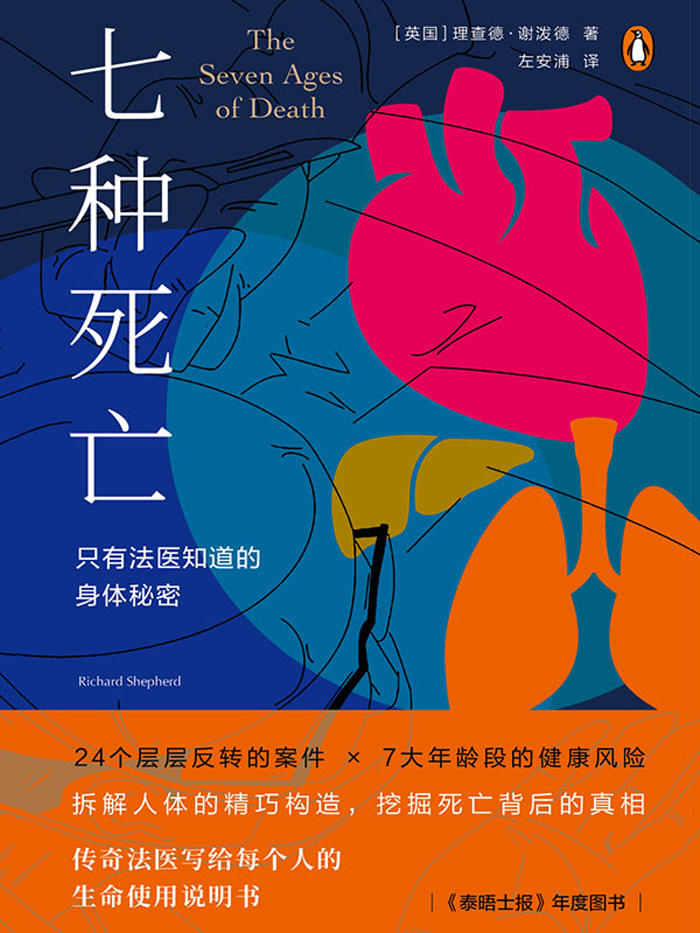 七种死亡
The
Seven Ages
of Death
[英国]理查德·谢泼德 著
左安浦 译
只有法医知道的
身体秘密
Richard Shepherd
24个层层反转的案件 × 7大年龄段的健康风险
拆解人体的精巧构造，挖掘死亡背后的真相
传奇法医写给每个人的
生命使用说明书
|《泰晤士报》年度图书|